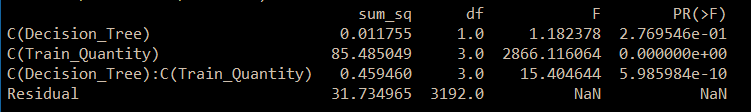 sum_sq df F PR(>F)
C(Decision_Tree) 0.011755 1.0 1.182378 2.769546e-01
C(Train_Quantity) 85.485049 3.0 2866.116064 0.000000e+00
C(Decision_Tree):C(Train_Quantity) 0.459460 3.0 15.404644 5.985984e-10
Residual 31.734965 3192.0 NaN NaN